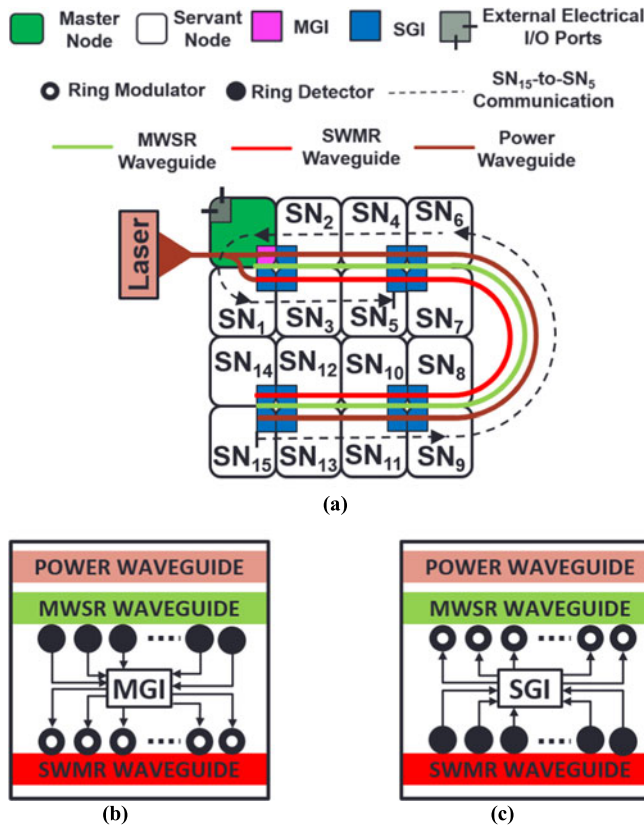 Master Node
Servant Node
MGI
SGI
External Electrical I/O Ports
Ring Modulator
Ring Detector
SN15-to-SN5 Communication
MWSR Waveguide
SWMR Waveguide
Power Waveguide
Laser
SN2 SN4 SN6
SN1 SN3 SN5 SN7
SN14 SN12 SN10 SN8
SN15 SN13 SN11 SN9
(a)
POWER WAVEGUIDE
MWSR WAVEGUIDE
MGI
SWMR WAVEGUIDE
(b)
POWER WAVEGUIDE
MWSR WAVEGUIDE
SGI
SWMR WAVEGUIDE
(c)